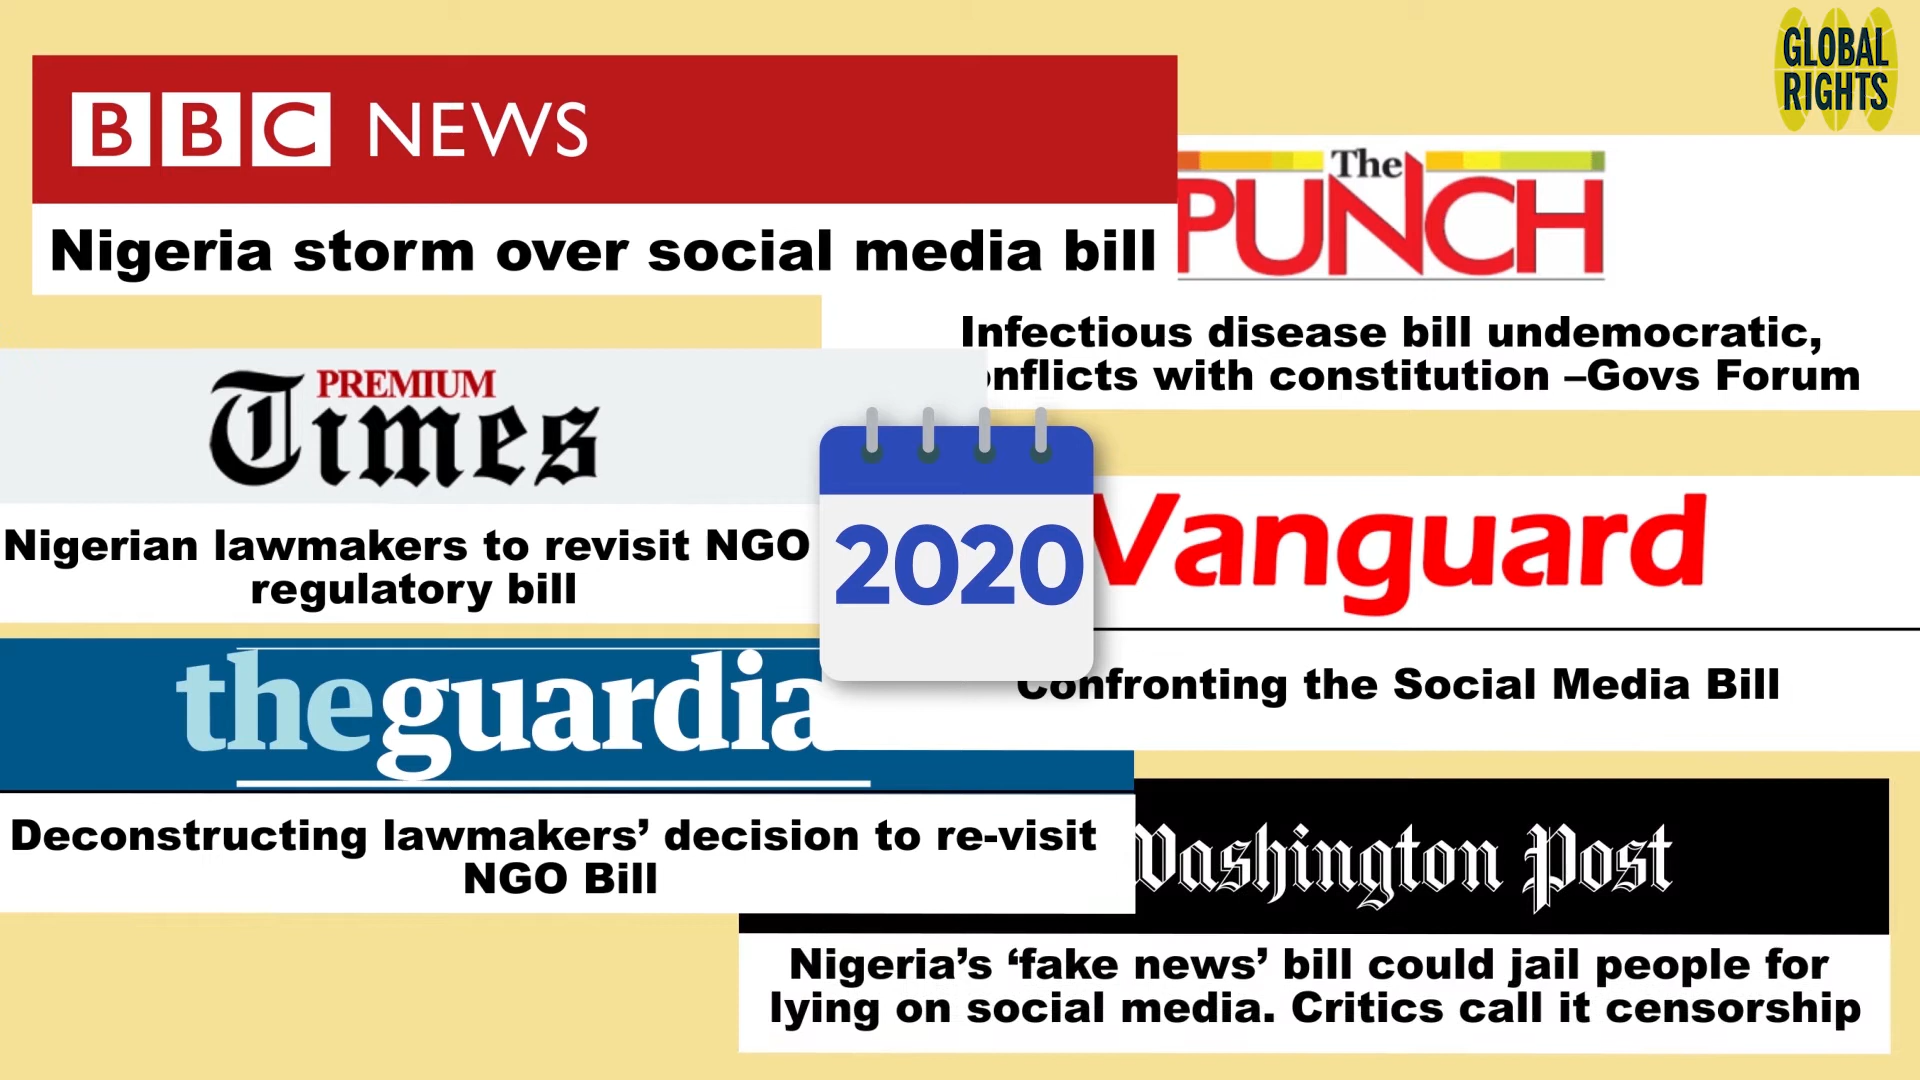 GLOBAL
RIGHTS
BBC NEWS
Nigeria storm over social media bill
The
PUNCH
Infectious disease bill undemocratic,
with constitution –Govs Forum
PREMIUM
Times
Nigerian lawmakers to revisit NGO
regulatory bill
2020
Vanguard
Confronting the Social Media Bill
theguardia
Deconstructing lawmakers’ decision to re-visit
NGO Bill
Washington Post
Nigeria’s ‘fake news’ bill could jail people for
lying on social media. Critics call it censorship